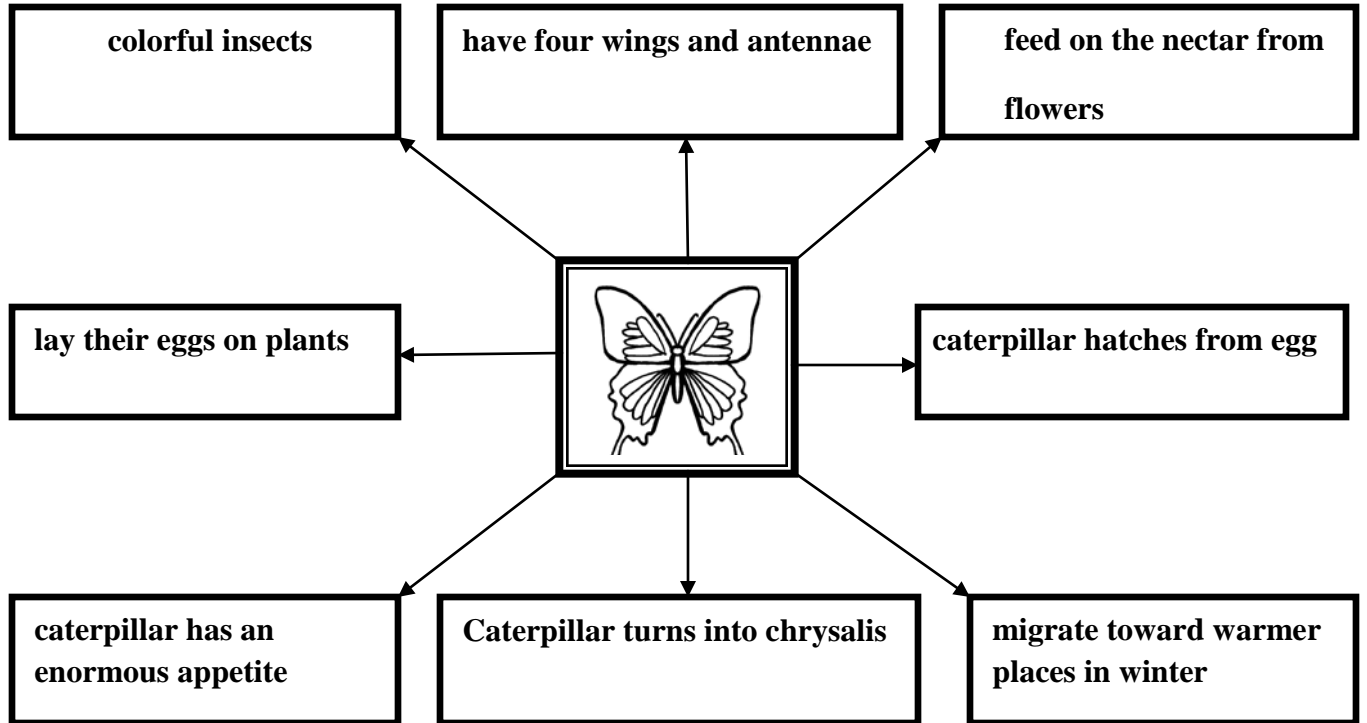 colorful insects
have four wings and antennae
feed on the nectar from
flowers
lay their eggs on plants
caterpillar hatches from egg
caterpillar has an
enormous appetite
Caterpillar turns into chrysalis
migrate toward warmer
places in winter